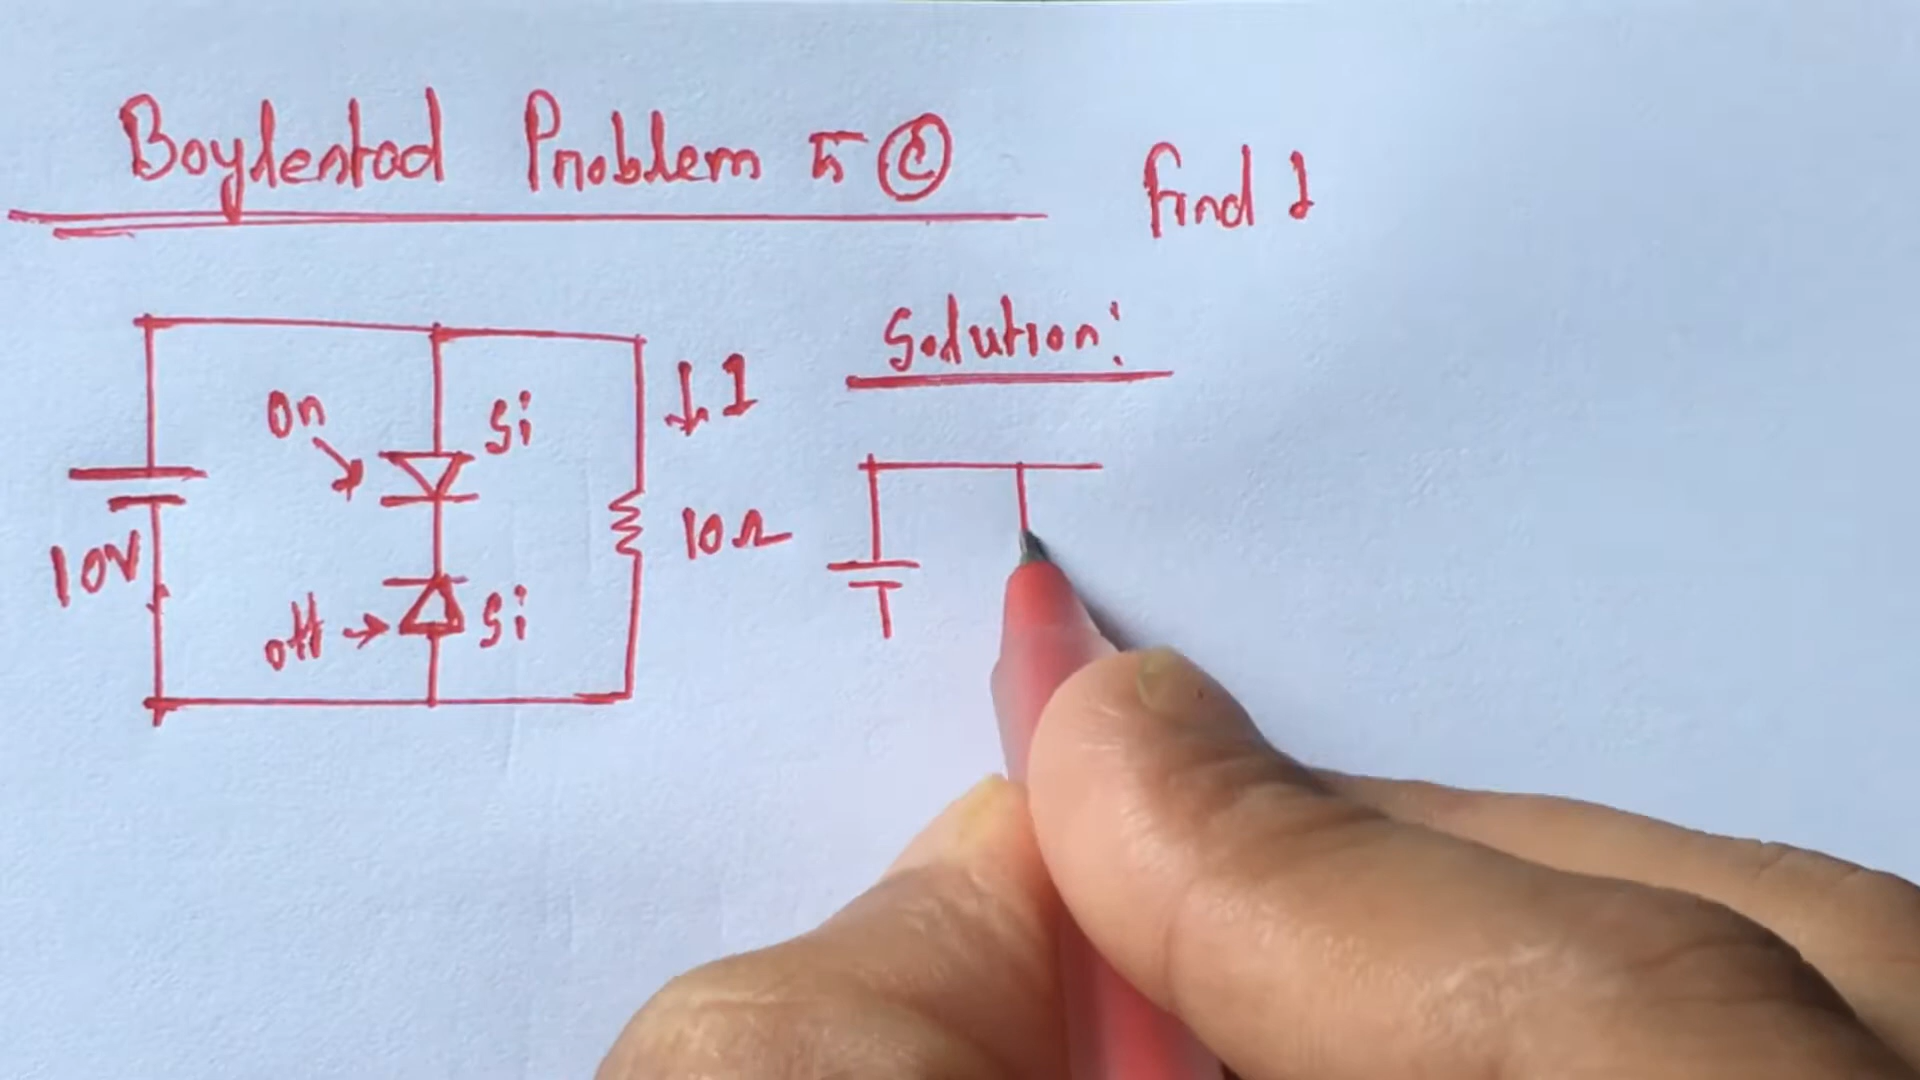 Boylestad Problem 5 (c)
Find I
Solution:
On
Si
↓ I
10V
10Ω
off →
Si